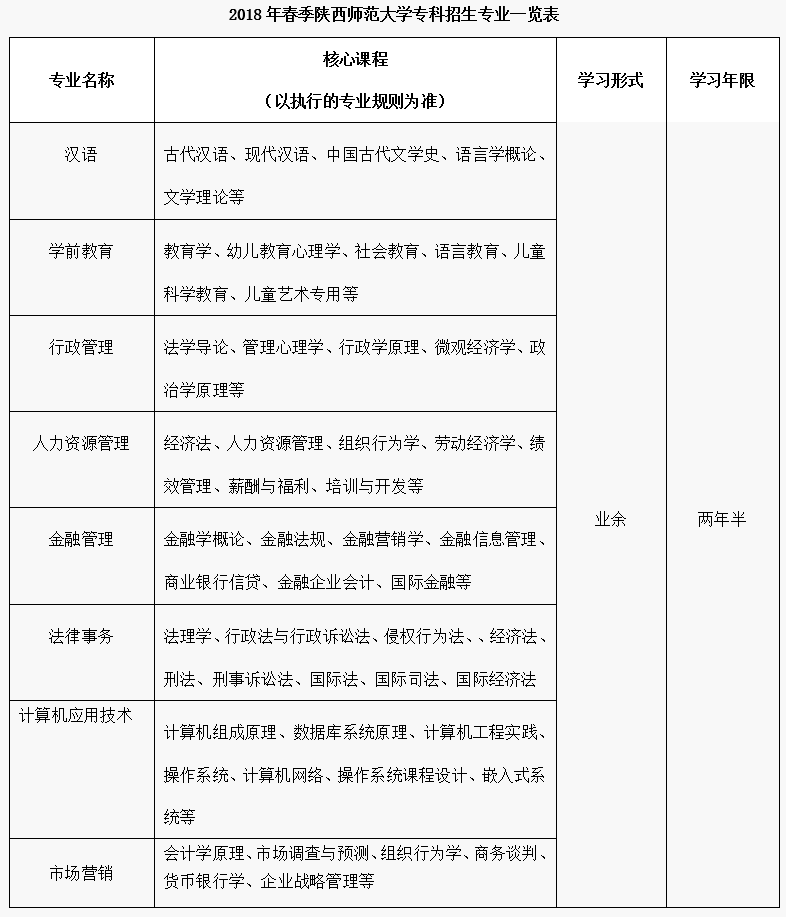 2018年春季陕西师范大学专科招生专业一览表
专业名称
核心课程
（以执行的专业规则为准）
学习形式
学习年限
汉语
古代汉语、现代汉语、中国古代文学史、语言学概论、
文学理论等
学前教育
教育学、幼儿教育心理学、社会教育、语言教育、儿童
科学教育、儿童艺术专用等
行政管理
法学导论、管理心理学、行政学原理、微观经济学、政
治学原理等
人力资源管理
经济法、人力资源管理、组织行为学、劳动经济学、绩
效管理、薪酬与福利、培训与开发等
业余
两年半
金融管理
金融学概论、金融法规、金融营销学、金融信息管理、
商业银行信贷、金融企业会计、国际金融等
法律事务
法理学、行政法与行政诉讼法、侵权行为法、、经济法、
刑法、刑事诉讼法、国际法、国际司法、国际经济法
计算机应用技术
计算机组成原理、数据库系统原理、计算机工程实践、
操作系统、计算机网络、操作系统课程设计、嵌入式系
统等
市场营销
会计学原理、市场调查与预测、组织行为学、商务谈判、
货币银行学、企业战略管理等